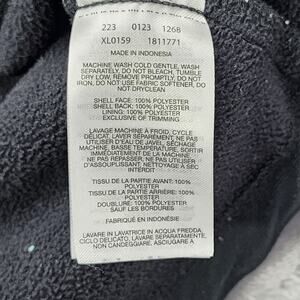 223 0123 126B
XL0159 1811771
MADE IN INDONESIA
MACHINE WASH COLD GENTLE, WASH
SEPARATELY, DO NOT BLEACH, TUMBLE
DRY LOW, REMOVE PROMPTLY, DO NOT
IRON, DO NOT USE FABRIC SOFTENER, DO
NOT DRYCLEAN
SHELL FACE: 100% POLYESTER
SHELL BACK: 100% POLYESTER
LINING: 100% POLYESTER
EXCLUSIVE OF TRIMMING
LAVAGE MACHINE À FROID, CYCLE
DÉLICAT, LAVER SÉPARÉMENT, NE PAS
UTILISER D'EAU DE JAVEL, SÉCHAGE
MACHINE, BASSE TEMPÉRATURE, SORTIR
IMMÉDIATEMENT DE LA MACHINE
NE PAS REPASSER, NE PAS UTILISER
D'ASSOUPLISSANT, NETTOYAGE À SEC
INTERDIT
TISSU DE LA PARTIE AVANT: 100%
POLYESTER
TISSU DE LA PARTIE ARRIÈRE: 100%
POLYESTER
DOUBLURE: 100% POLYESTER
SAUF LES BORDURES
FABRIQUÉ EN INDONÉSIE
LAVARE IN LAVATRICE IN ACQUA FREDDA
CICLO DELICATO, LAVARE SEPARATAMENTE,
NON CANDEGGIARE, ASCIUGARE A